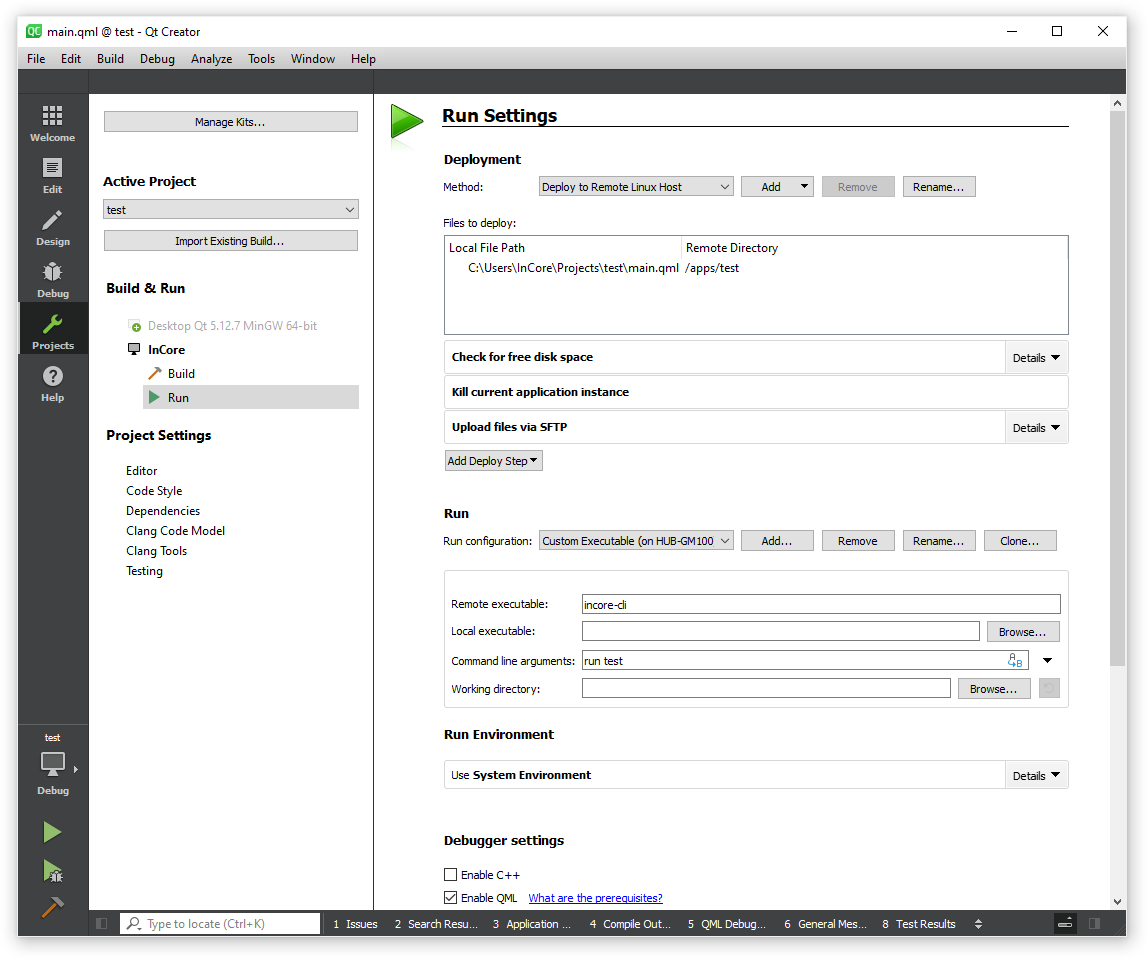 QC main.qml @ test - Qt Creator
File Edit Build Debug Analyze Tools Window Help
Welcome
Edit
Design
Debug
Projects
Help
test
Debug
Manage Kits...
Active Project
test
Import Existing Build...
Build & Run
Desktop Qt 5.12.7 MinGW 64-bit
InCore
Build
Run
Project Settings
Editor
Code Style
Dependencies
Clang Code Model
Clang Tools
Testing
Run Settings
Deployment
Method: Deploy to Remote Linux Host Add Remove Rename...
Files to deploy:
Local File Path Remote Directory
C:\Users\InCore\Projects\test\main.qml /apps/test
Check for free disk space Details
Kill current application instance
Upload files via SFTP Details
Add Deploy Step
Run
Run configuration: Custom Executable (on HUB-GM100 Add... Remove Rename... Clone...
Remote executable: incore-cli
Local executable: Browse...
Command line arguments: run test A B
Working directory: Browse...
Run Environment
Use System Environment Details
Debugger settings
Enable C++
Enable QML What are the prerequisites?
Type to locate (Ctrl+K) 1 Issues 2 Search Resu... 3 Application ... 4 Compile Out... 5 QML Debug... 6 General Mes... 8 Test Results